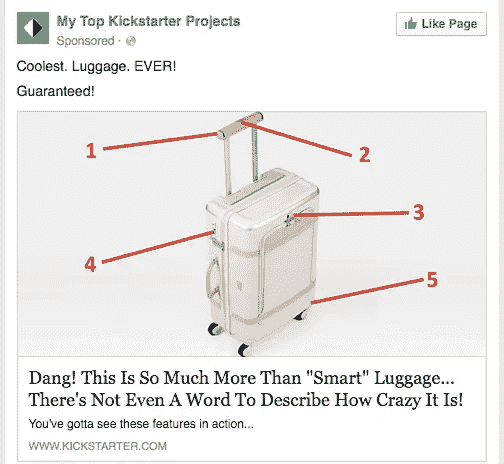 My Top Kickstarter Projects
Like Page
Sponsored ·
Coolest. Luggage. EVER!
Guaranteed!
1
2
3
4
5
Dang! This Is So Much More Than "Smart" Luggage...
There's Not Even A Word To Describe How Crazy It Is!
You've gotta see these features in action...
WWW.KICKSTARTER.COM